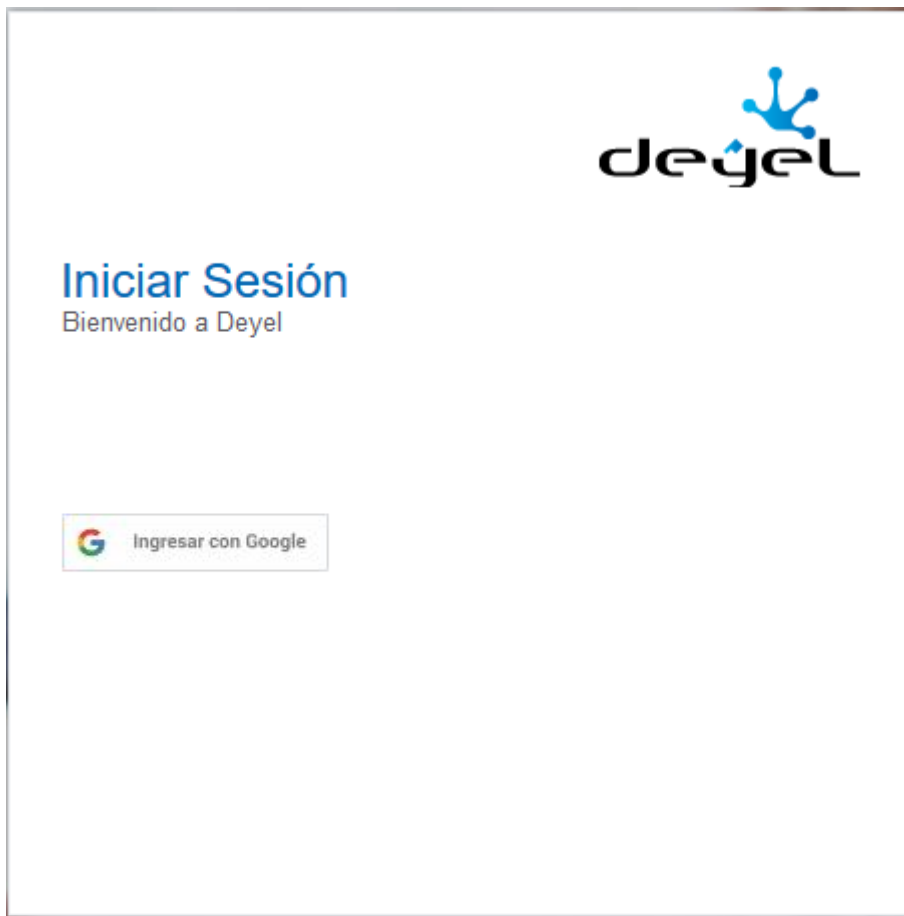 deyel
Iniciar Sesión
Bienvenido a Deyel
Ingresar con Google